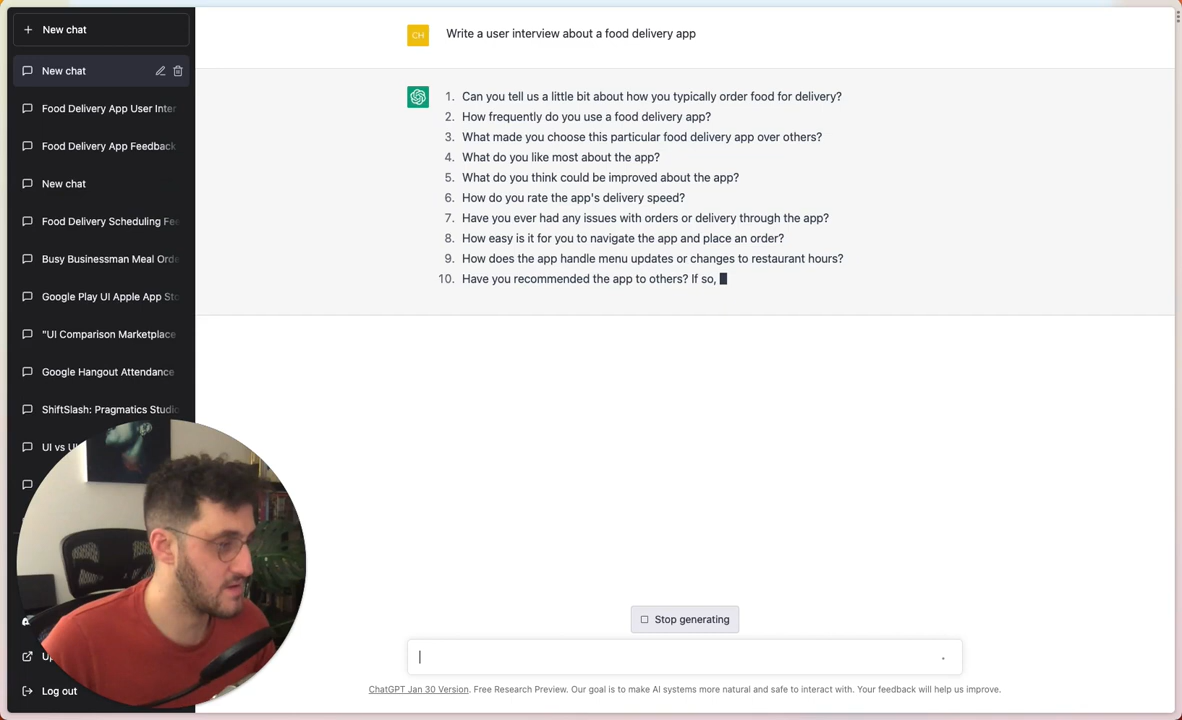 New chat
New chat
Food Delivery App User Inter
Food Delivery App Feedback
New chat
Food Delivery Scheduling Fee
Busy Businessman Meal Orde
Google Play UI Apple App Sto
"UI Comparison Marketplace
Google Hangout Attendance
ShiftSlash: Pragmatics Studio
UI vs
Log out
CH
Write a user interview about a food delivery app
1. Can you tell us a little bit about how you typically order food for delivery?
2. How frequently do you use a food delivery app?
3. What made you choose this particular food delivery app over others?
4. What do you like most about the app?
5. What do you think could be improved about the app?
6. How do you rate the app's delivery speed?
7. Have you ever had any issues with orders or delivery through the app?
8. How easy is it for you to navigate the app and place an order?
9. How does the app handle menu updates or changes to restaurant hours?
10. Have you recommended the app to others? If so,
Stop generating
ChatGPT Jan 30 Version. Free Research Preview. Our goal is to make AI systems more natural and safe to interact with. Your feedback will help us improve.